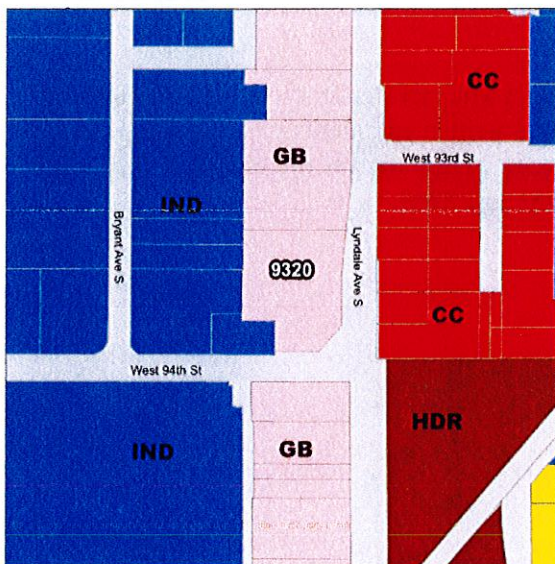 CC
GB
West 93rd St
IND
Bryant Ave S
Lyndale Ave S
9320
CC
West 94th St
HDR
GB
IND